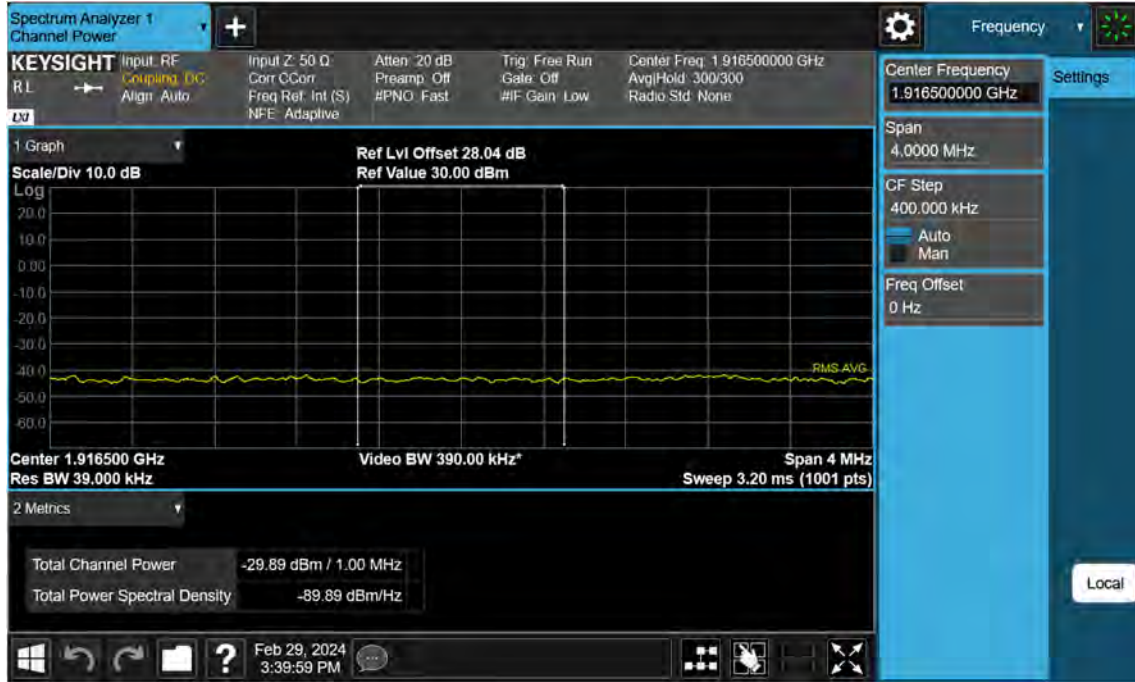 Spectrum Analyzer 1
Channel Power
+
Frequency
KEYSIGHT
RL
LXI
Input: RF
Coupling: DC
Align: Auto
Input Z: 50 Ω
Corr CCorr
Freq Ref: Int (S)
NFE: Adaptive
Atten: 20 dB
Preamp: Off
#PNO: Fast
Trig: Free Run
Gate: Off
#IF Gain: Low
Center Freq: 1.916500000 GHz
Avg|Hold: 300/300
Radio Std: None
Center Frequency
1.916500000 GHz
Settings
Span
4.0000 MHz
CF Step
400.000 kHz
Auto
Man
Freq Offset
0 Hz
1 Graph
Scale/Div 10.0 dB
Ref Lvl Offset 28.04 dB
Ref Value 30.00 dBm
Log
20.0
10.0
0.00
-10.0
-20.0
-30.0
-40.0
-50.0
-60.0
RMS AVG
Center 1.916500 GHz
Video BW 390.00 kHz*
Span 4 MHz
Res BW 39.000 kHz
Sweep 3.20 ms (1001 pts)
2 Metrics
Total Channel Power -29.89 dBm / 1.00 MHz
Total Power Spectral Density -89.89 dBm/Hz
Local
?
Feb 29, 2024
3:39:59 PM